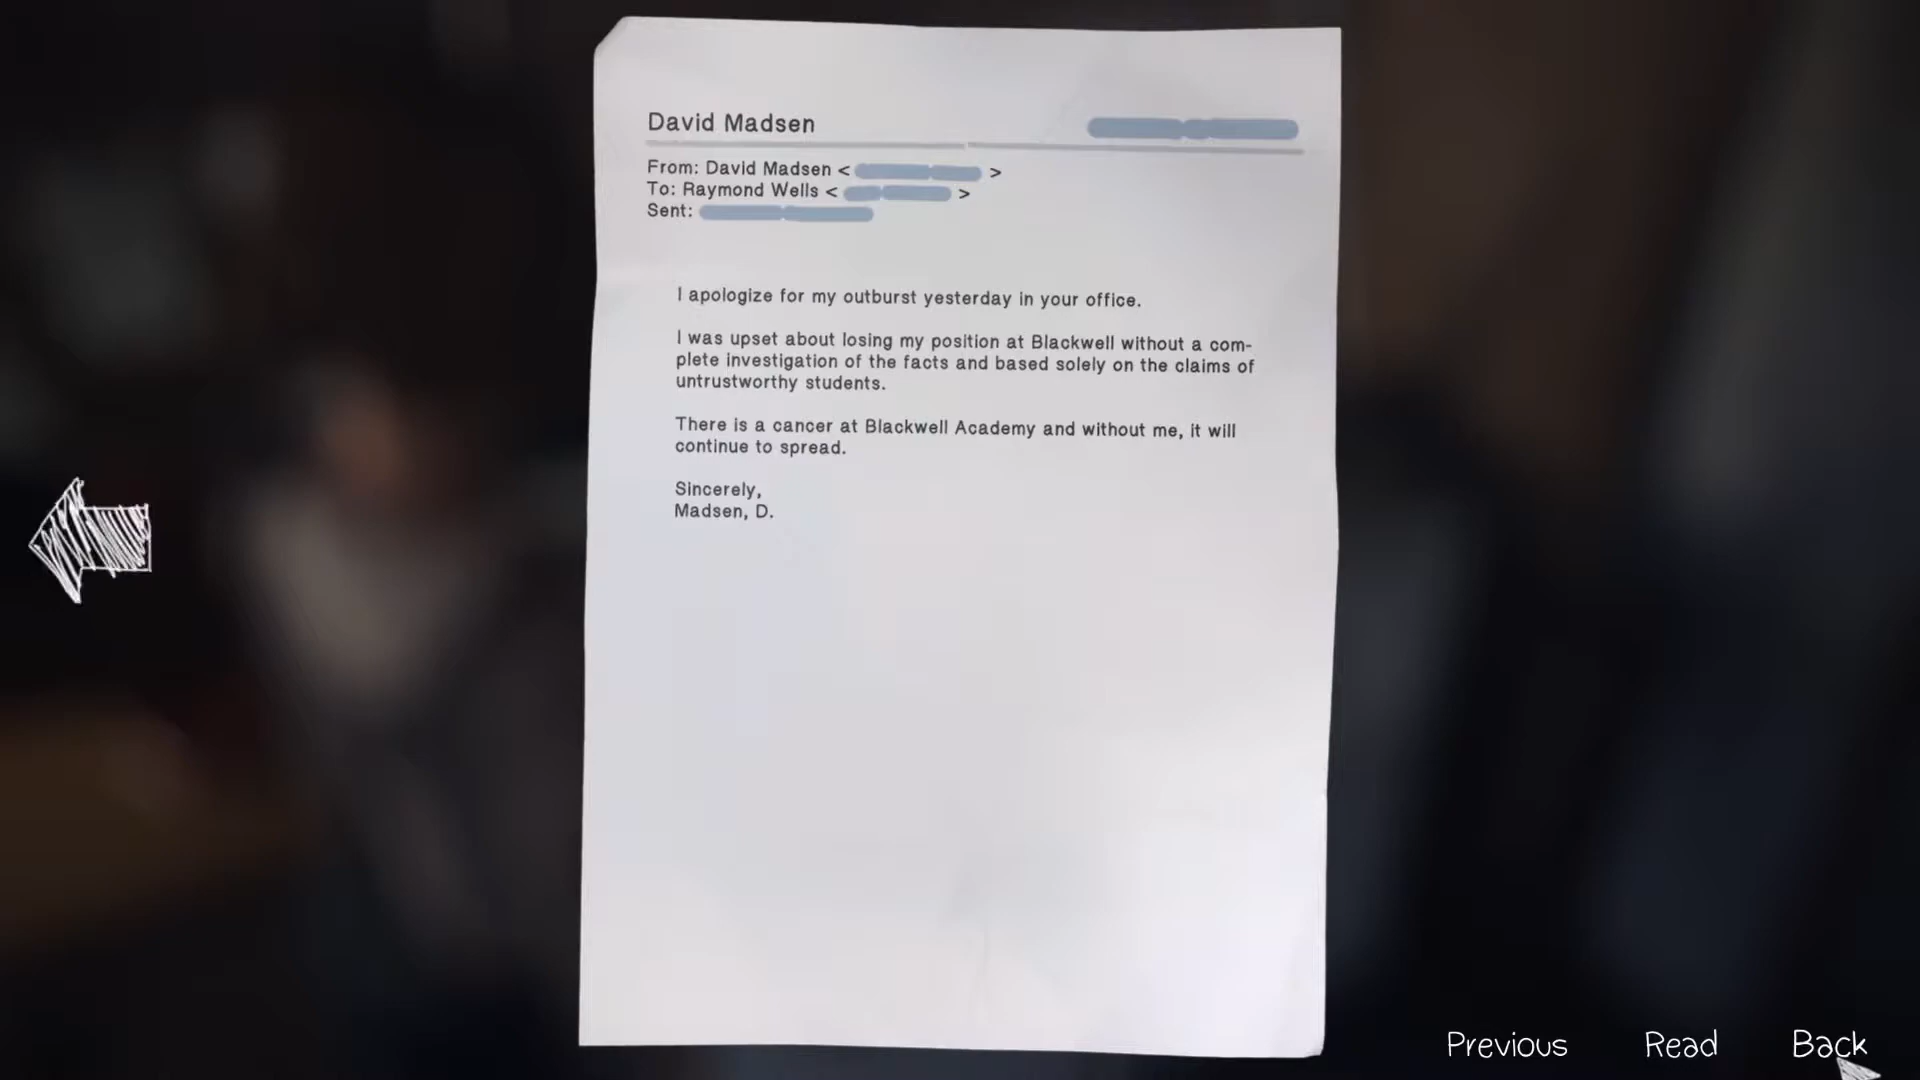 David Madsen
From: David Madsen < >
To: Raymond Wells < >
Sent:
I apologize for my outburst yesterday in your office.
I was upset about losing my position at Blackwell without a com-
plete investigation of the facts and based solely on the claims of
untrustworthy students.
There is a cancer at Blackwell Academy and without me, it will
continue to spread.
Sincerely,
Madsen, D.
Previous Read Back